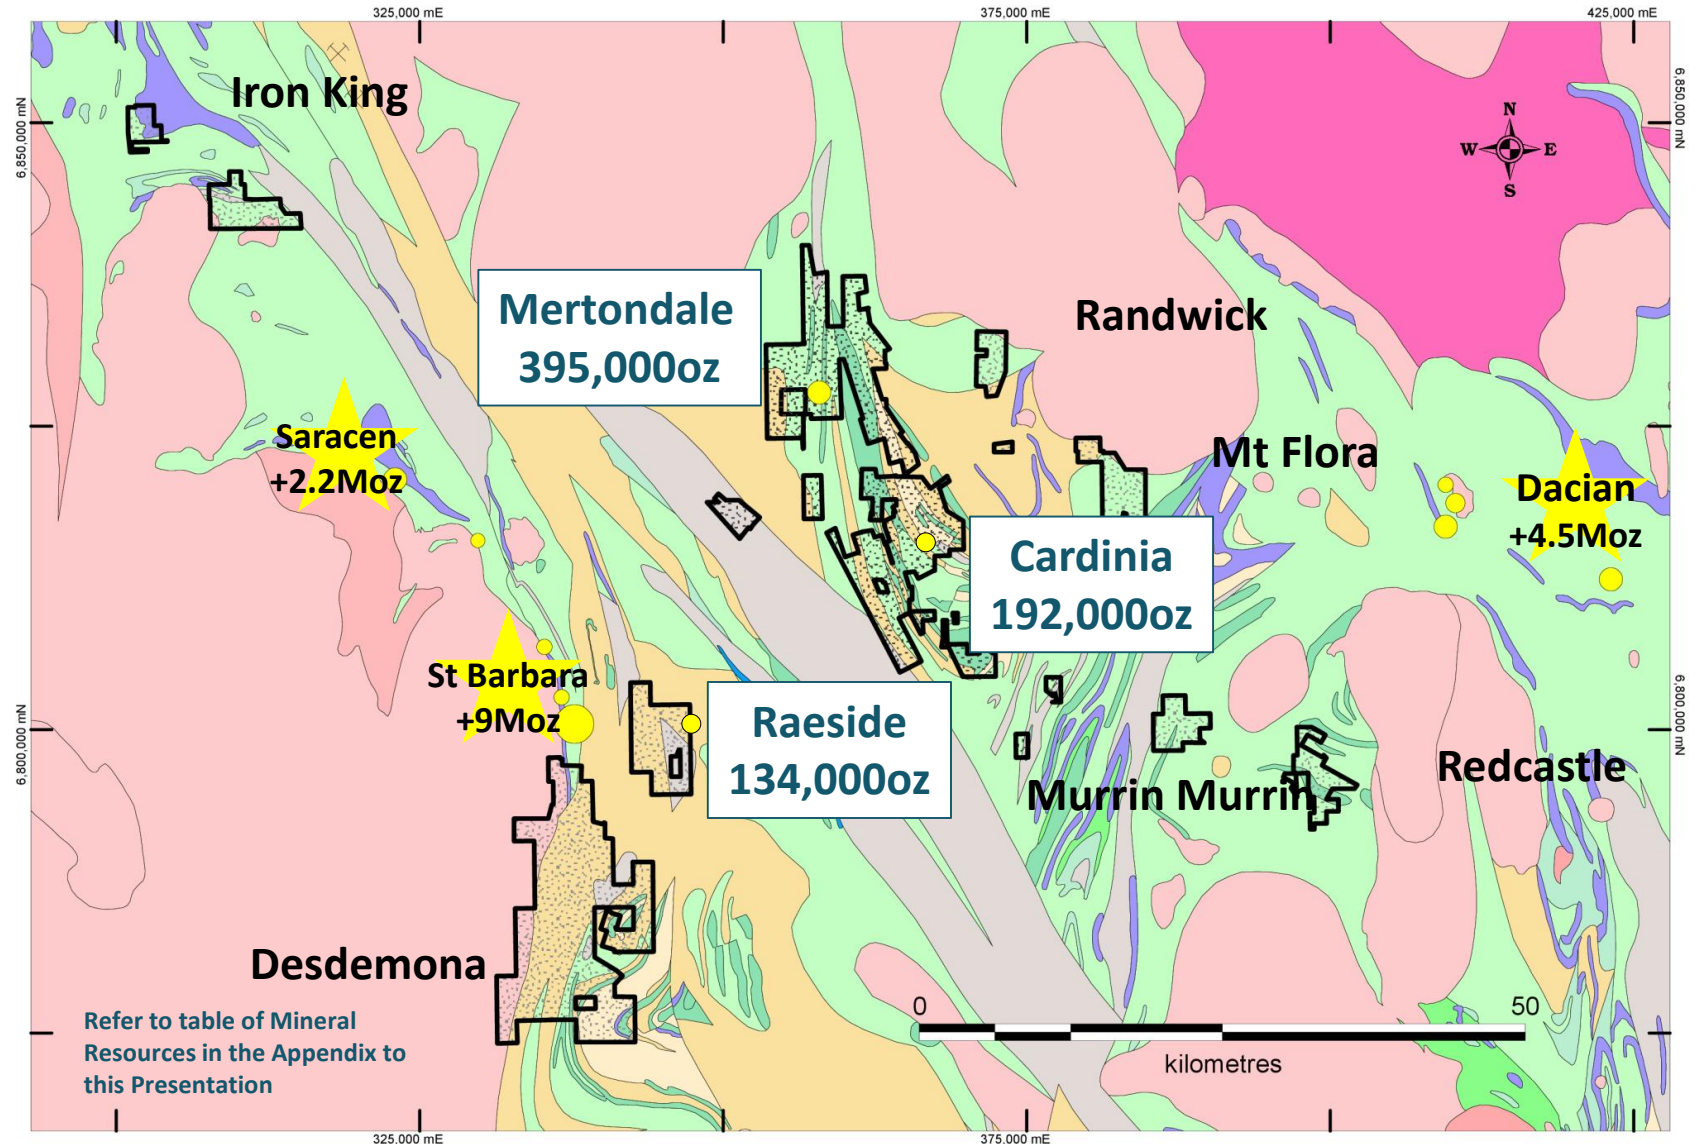 325,000 mE
375,000 mE
425,000 mE
Iron King
6,850,000 mN
6,850,000 mN
N
W
E
S
Mertondale
395,000oz
Randwick
Saracen
+2.2Moz
Mt Flora
Dacian
+4.5Moz
Cardinia
192,000oz
St Barbara
+9Moz
Raeside
134,000oz
6,800,000 mN
6,800,000 mN
Redcastle
Murrin Murrin
Desdemona
Refer to table of Mineral
Resources in the Appendix to
this Presentation
0
50
kilometres
325,000 mE
375,000 mE